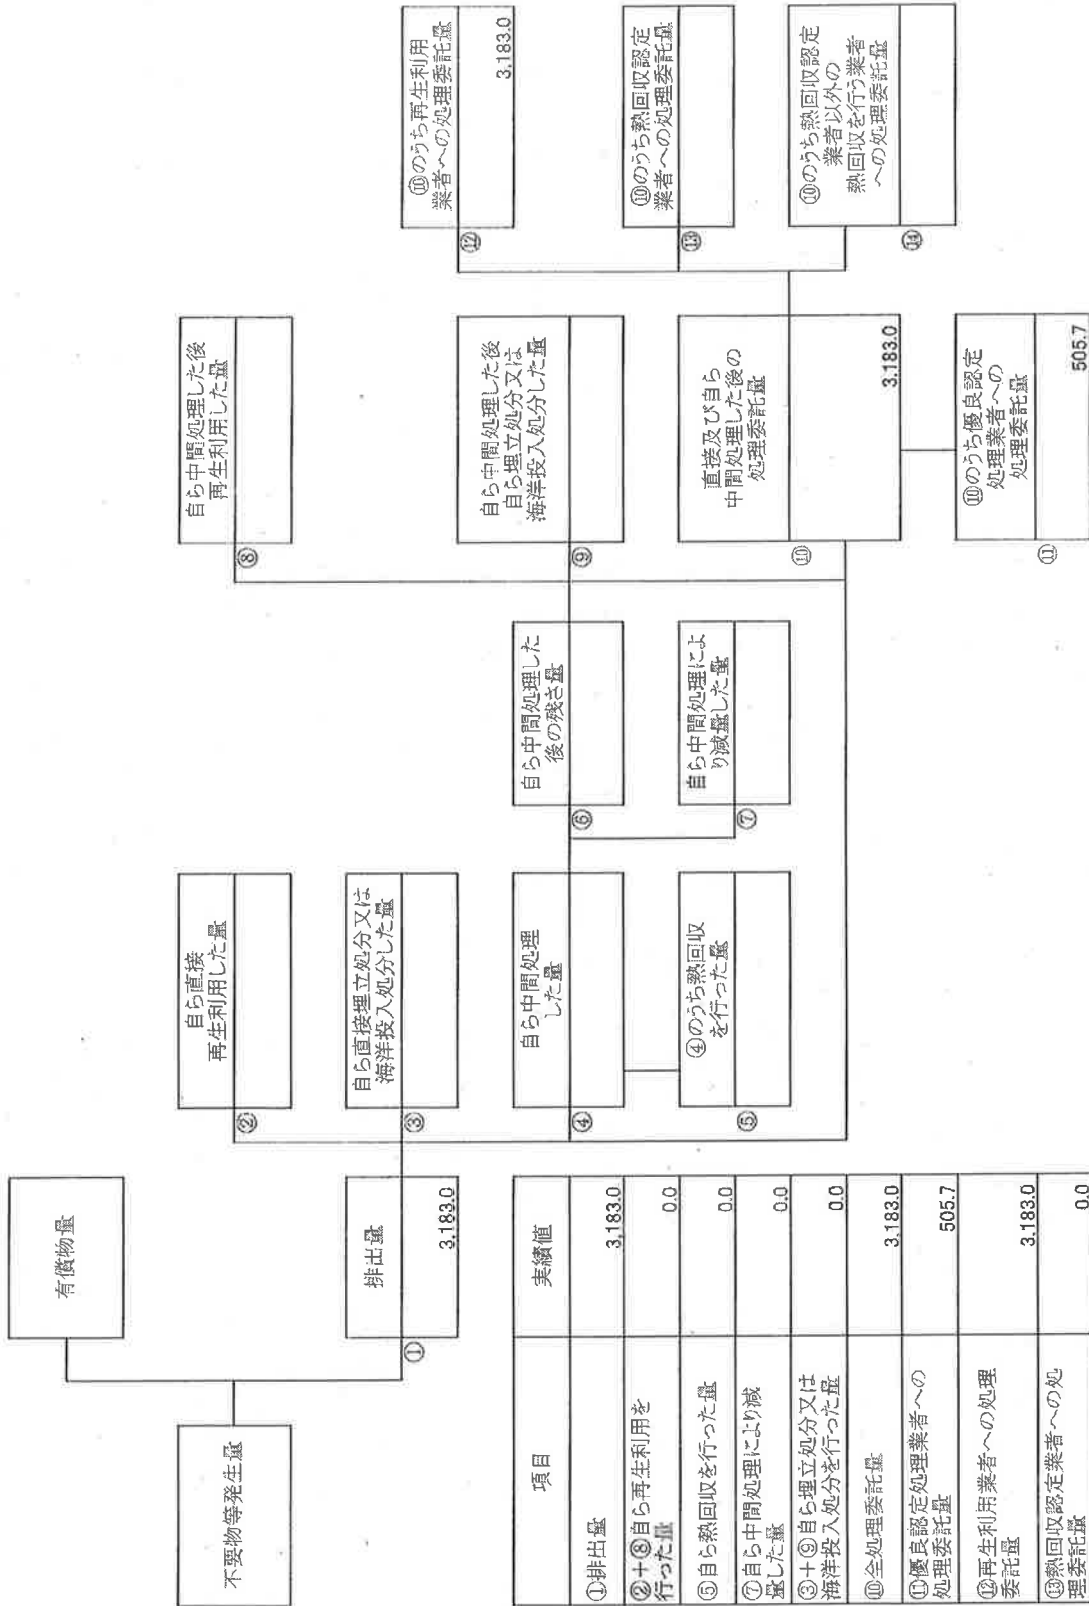 不要物等発生量
有償物量
排出量
①
3,183.0
自ら直接
再生利用した量
②
自ら直接埋立処分又は
海洋投入処分した量
③
自ら中間処理
した量
④
④のうち熱回収
を行った量
⑤
自ら中間処理した
後の残さ量
⑥
自ら中間処理によ
り減量した量
⑦
自ら中間処理した後
再生利用した量
⑧
自ら中間処理した後
自ら埋立処分又は
海洋投入処分した量
⑨
直接及び自ら
中間処理した後の
処理委託量
⑩
3,183.0
⑩のうち優良認定
処理業者への
処理委託量
⑪
505.7
⑩のうち再生利用
業者への処理委託量
⑫
3,183.0
⑩のうち熱回収認定
業者への処理委託量
⑬
⑩のうち熱回収認定
業者以外の
熱回収を行う業者
への処理委託量
⑭
項目 実績値
①排出量 3,183.0
②+⑧自ら再生利用を
行った量 0.0
⑤自ら熱回収を行った量 0.0
⑦自ら中間処理により減
量した量 0.0
③+⑨自ら埋立処分又は
海洋投入処分を行った量 0.0
⑩全処理委託量 3,183.0
⑪優良認定処理業者への
処理委託量 505.7
⑫再生利用業者への処理
委託量 3,183.0
⑬熱回収認定業者への処
理委託量 0.0